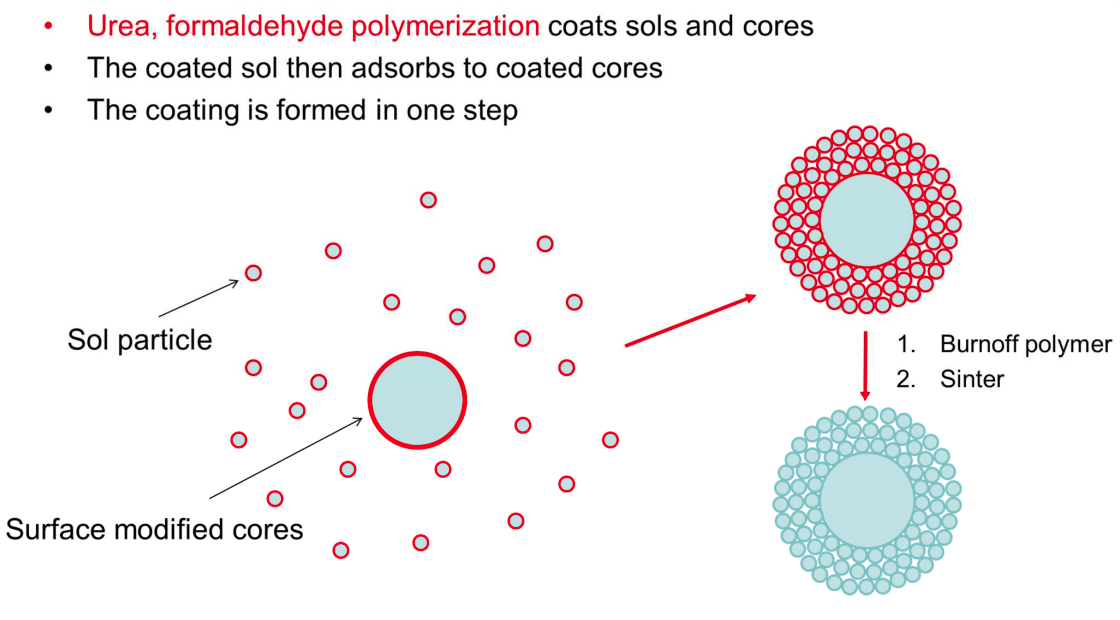 • Urea, formaldehyde polymerization coats sols and cores
• The coated sol then adsorbs to coated cores
• The coating is formed in one step
Sol particle
Surface modified cores
1. Burnoff polymer
2. Sinter